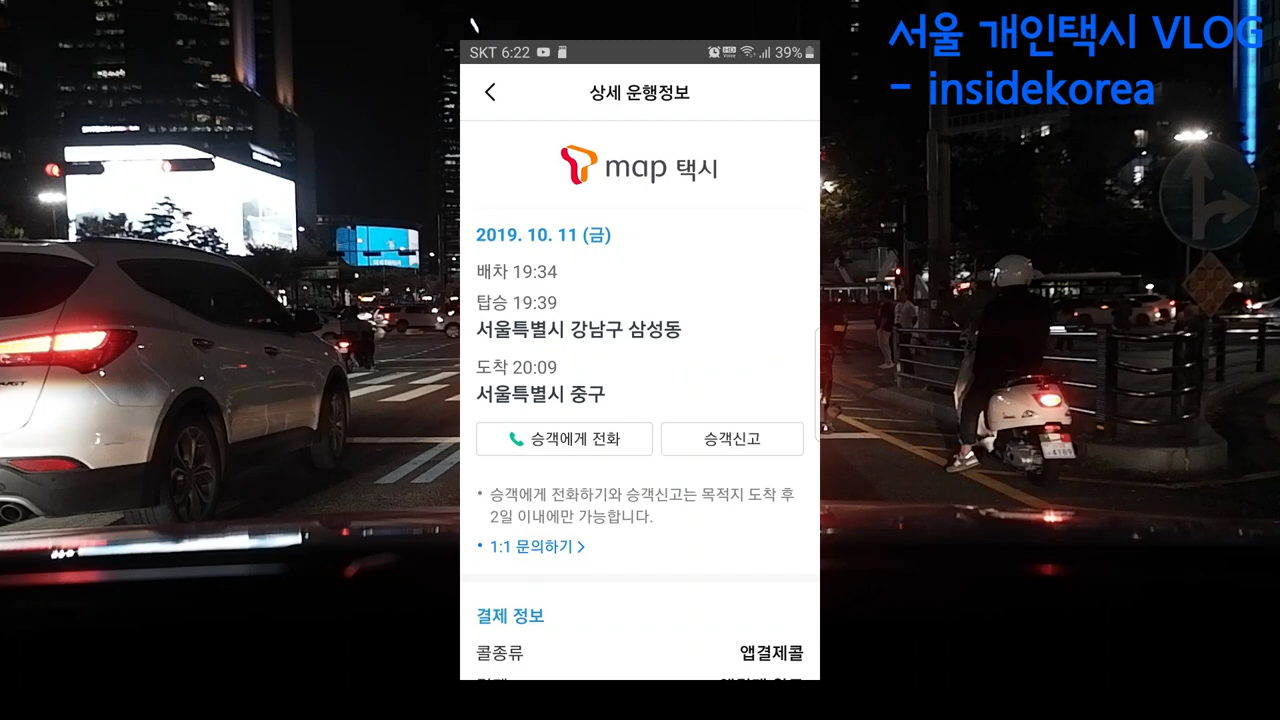 서울 개인택시 VLOG
- insidekorea
SKT 6:22 39%
상세 운행정보
map 택시
2019. 10. 11 (금)
배차 19:34
탑승 19:39
서울특별시 강남구 삼성동
도착 20:09
서울특별시 중구
승객에게 전화 승객신고
• 승객에게 전화하기와 승객신고는 목적지 도착 후
2일 이내에만 가능합니다.
• 1:1 문의하기 >
결제 정보
콜종류 앱결제콜